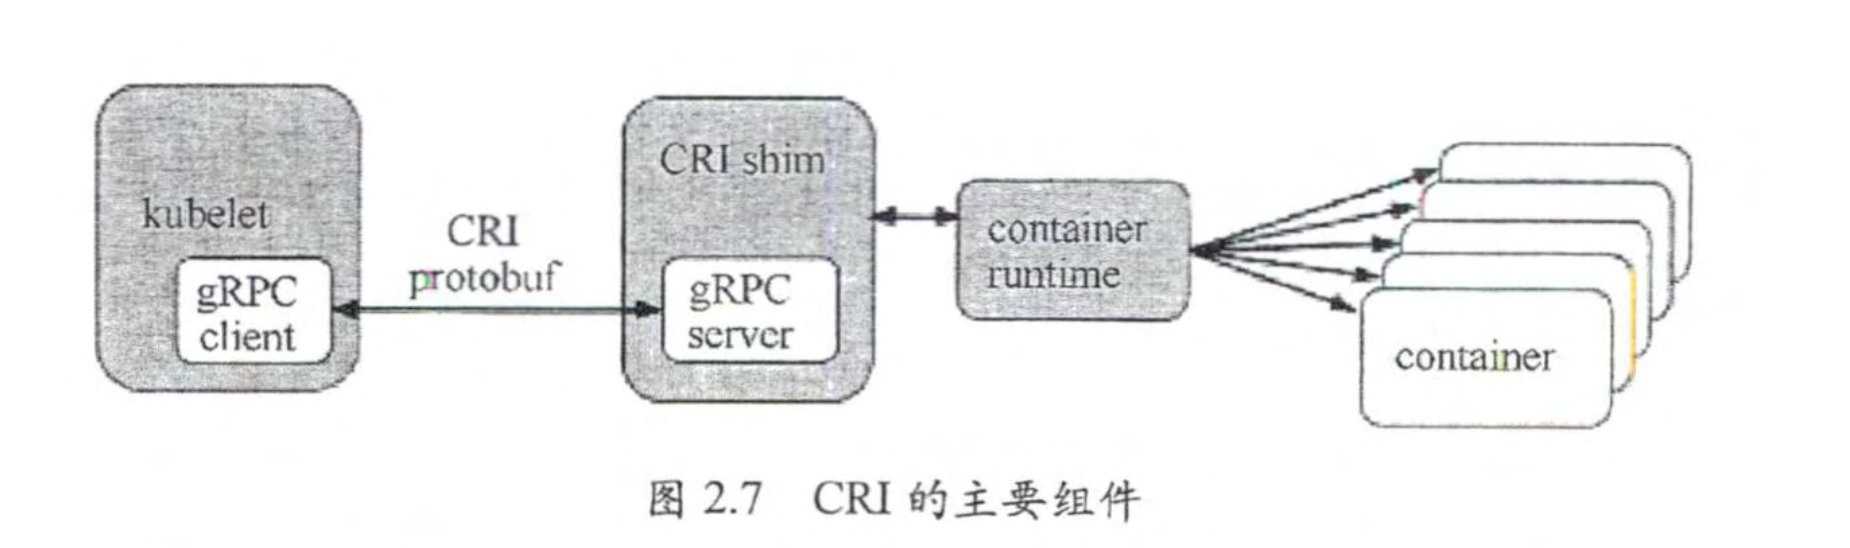 kubelet
gRPC
client
CRI
protobuf
CRI shim
gRPC
server
container
runtime
container
图 2.7 CRI 的主要组件